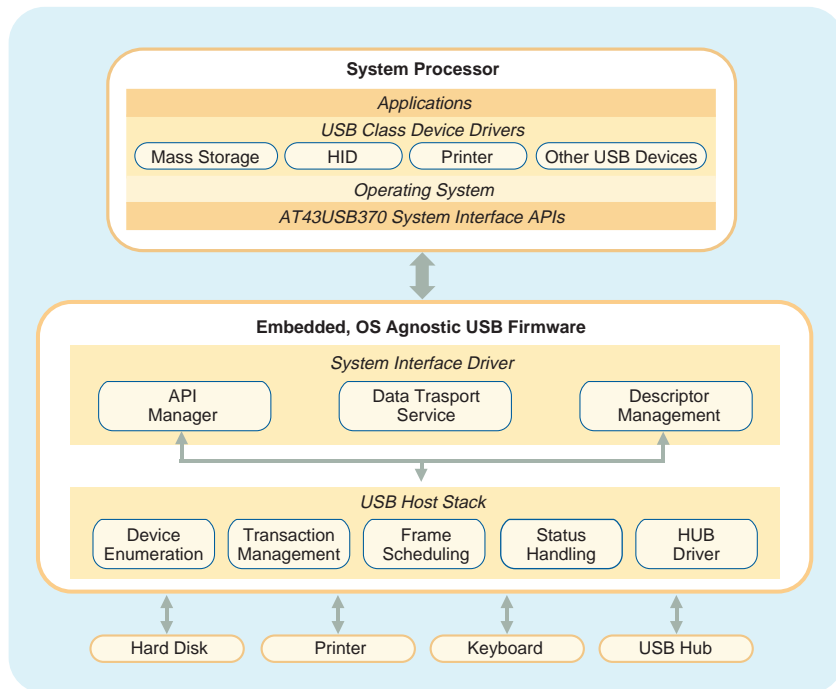 System Processor
Applications
USB Class Device Drivers
Mass Storage
HID
Printer
Other USB Devices
Operating System
AT43USB370 System Interface APIs
Embedded, OS Agnostic USB Firmware
System Interface Driver
API
Manager
Data Trasport
Service
Descriptor
Management
USB Host Stack
Device
Enumeration
Transaction
Management
Frame
Scheduling
Status
Handling
HUB
Driver
Hard Disk
Printer
Keyboard
USB Hub